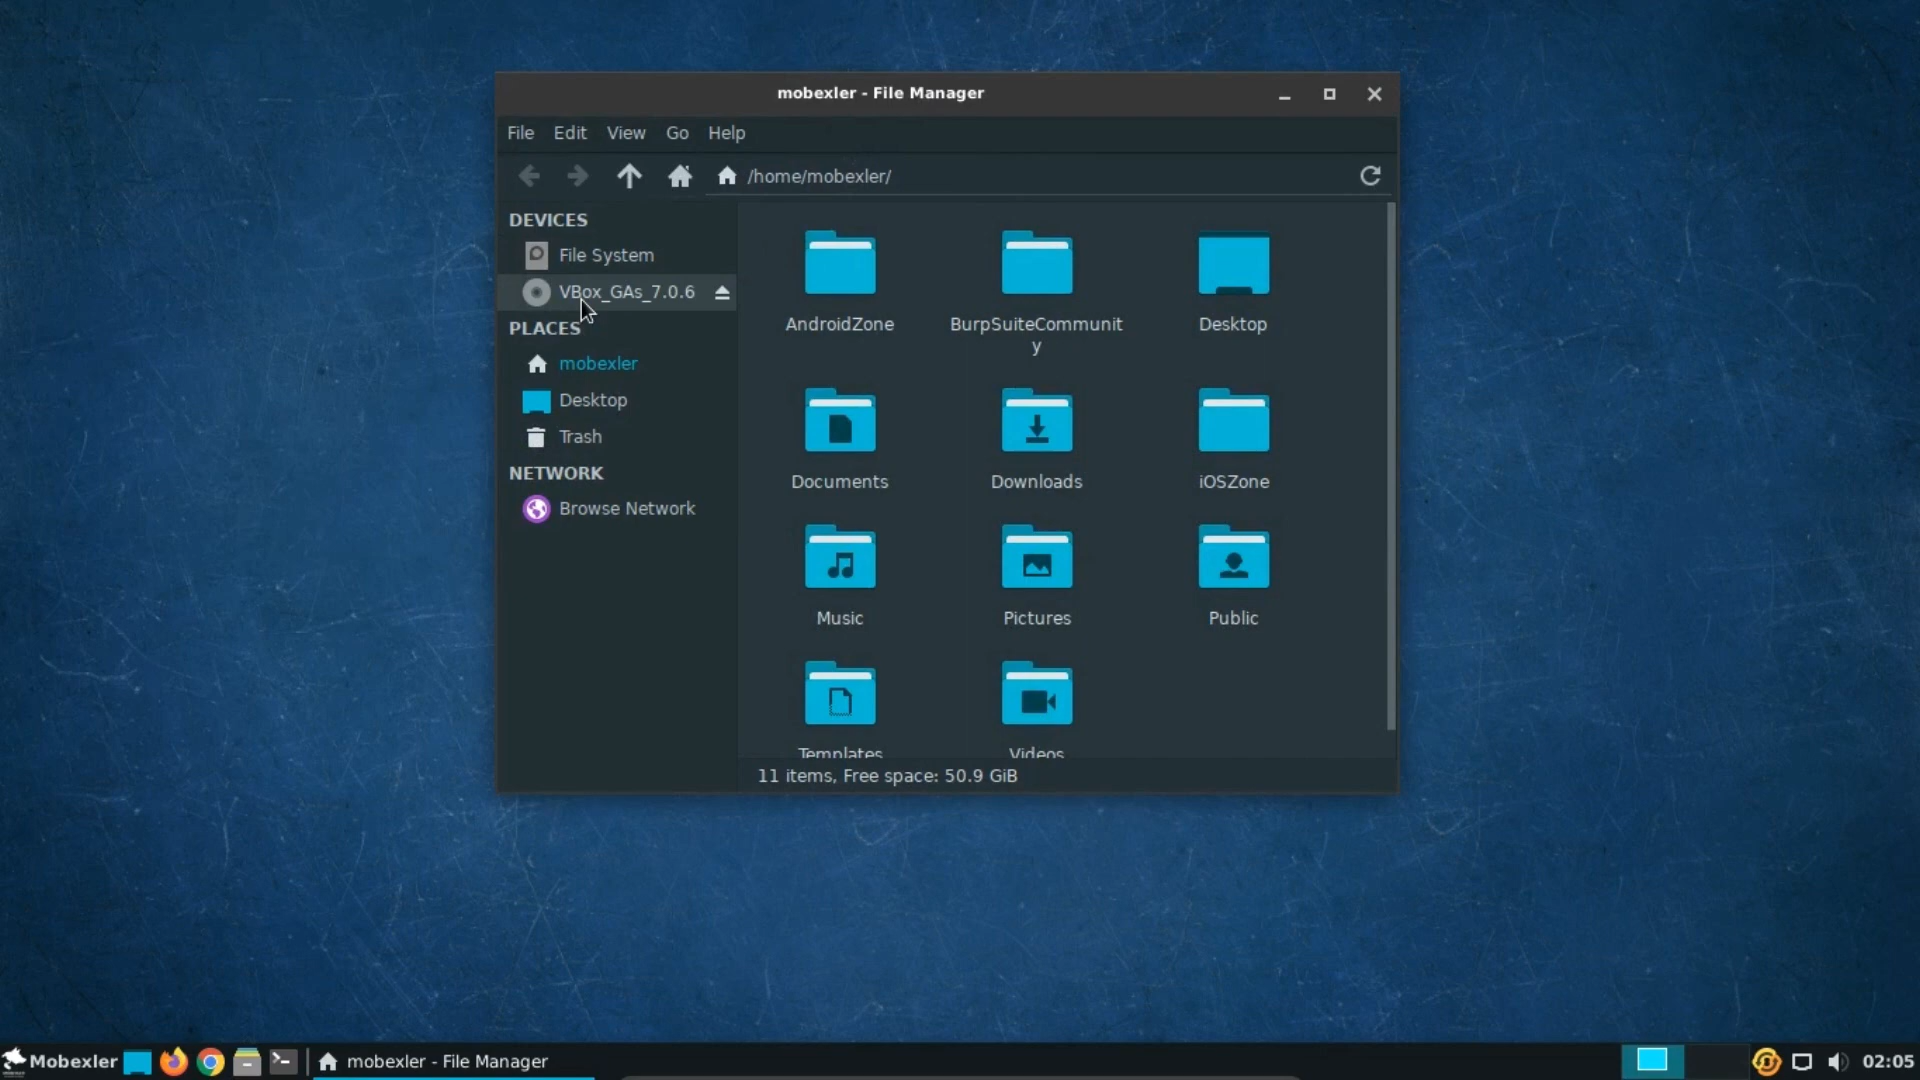 mobexler - File Manager
File Edit View Go Help
/home/mobexler/
DEVICES
File System
VBox_GAs_7.0.6
PLACES
mobexler
Desktop
Trash
NETWORK
Browse Network
AndroidZone
BurpSuiteCommunit
y
Desktop
Documents
Downloads
iOSZone
Music
Pictures
Public
Templates
Videos
11 items, Free space: 50.9 GiB
Mobexler
mobexler - File Manager
02:05